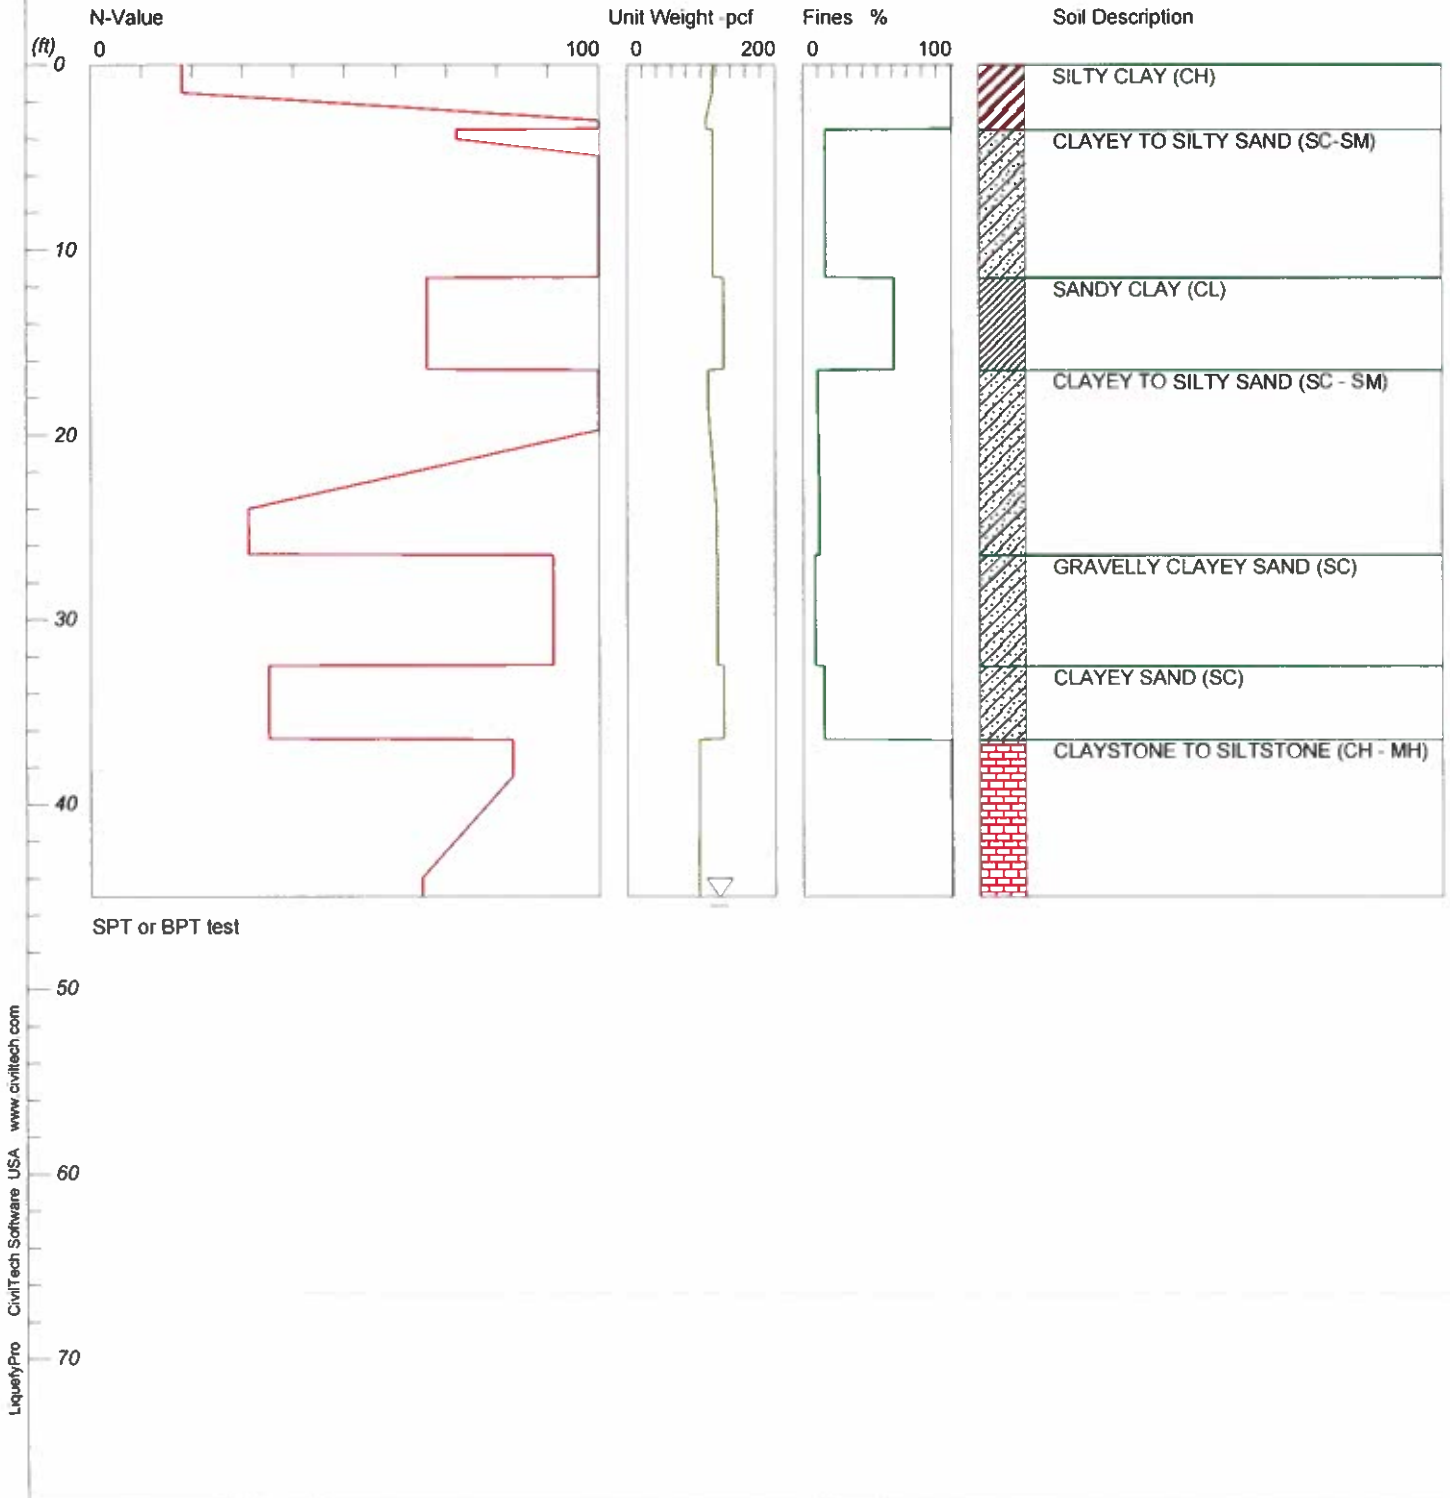 N-Value Unit Weight - pcf Fines % Soil Description
(ft) 0 100 0 200 0 100
0
SILTY CLAY (CH)
CLAYEY TO SILTY SAND (SC-SM)
10
SANDY CLAY (CL)
CLAYEY TO SILTY SAND (SC - SM)
20
GRAVELLY CLAYEY SAND (SC)
30
CLAYEY SAND (SC)
CLAYSTONE TO SILTSTONE (CH - MH)
40
SPT or BPT test
50
60
70
LiquefyPro CivilTech Software USA www.civiltech.com